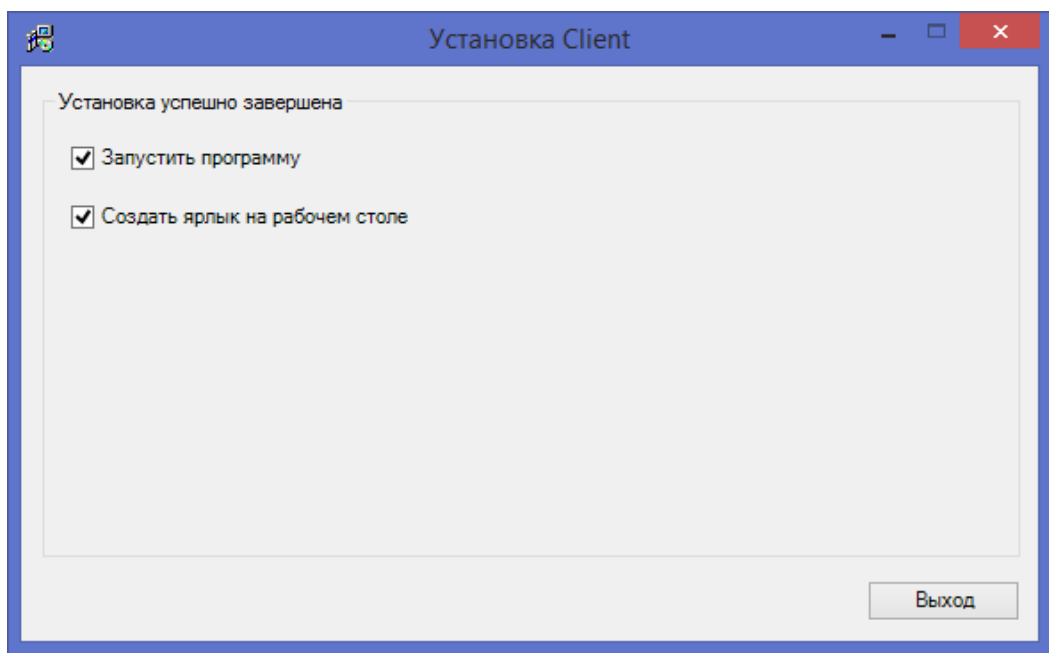 Установка Client
Установка успешно завершена
Запустить программу
Создать ярлык на рабочем столе
Выход